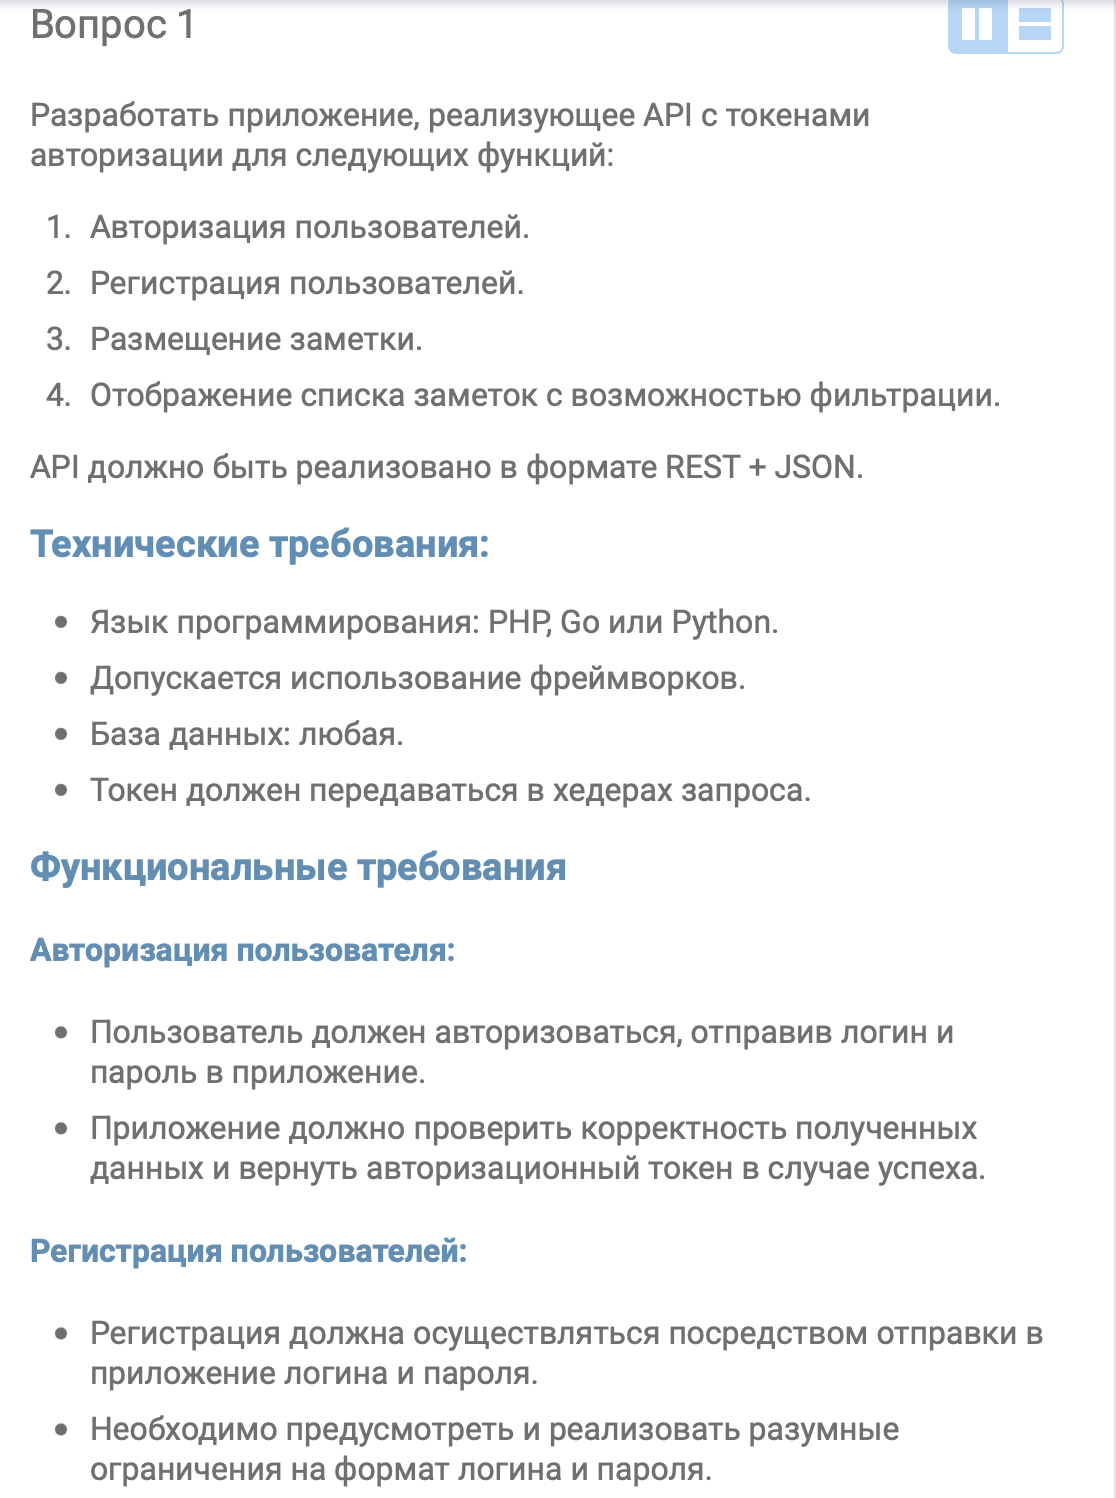 Вопрос 1
Разработать приложение, реализующее API с токенами
авторизации для следующих функций:
1. Авторизация пользователей.
2. Регистрация пользователей.
3. Размещение заметки.
4. Отображение списка заметок с возможностью фильтрации.
API должно быть реализовано в формате REST + JSON.
Технические требования:
• Язык программирования: PHP, Go или Python.
• Допускается использование фреймворков.
• База данных: любая.
• Токен должен передаваться в хедерах запроса.
Функциональные требования
Авторизация пользователя:
• Пользователь должен авторизоваться, отправив логин и
пароль в приложение.
• Приложение должно проверить корректность полученных
данных и вернуть авторизационный токен в случае успеха.
Регистрация пользователей:
• Регистрация должна осуществляться посредством отправки в
приложение логина и пароля.
• Необходимо предусмотреть и реализовать разумные
ограничения на формат логина и пароля.